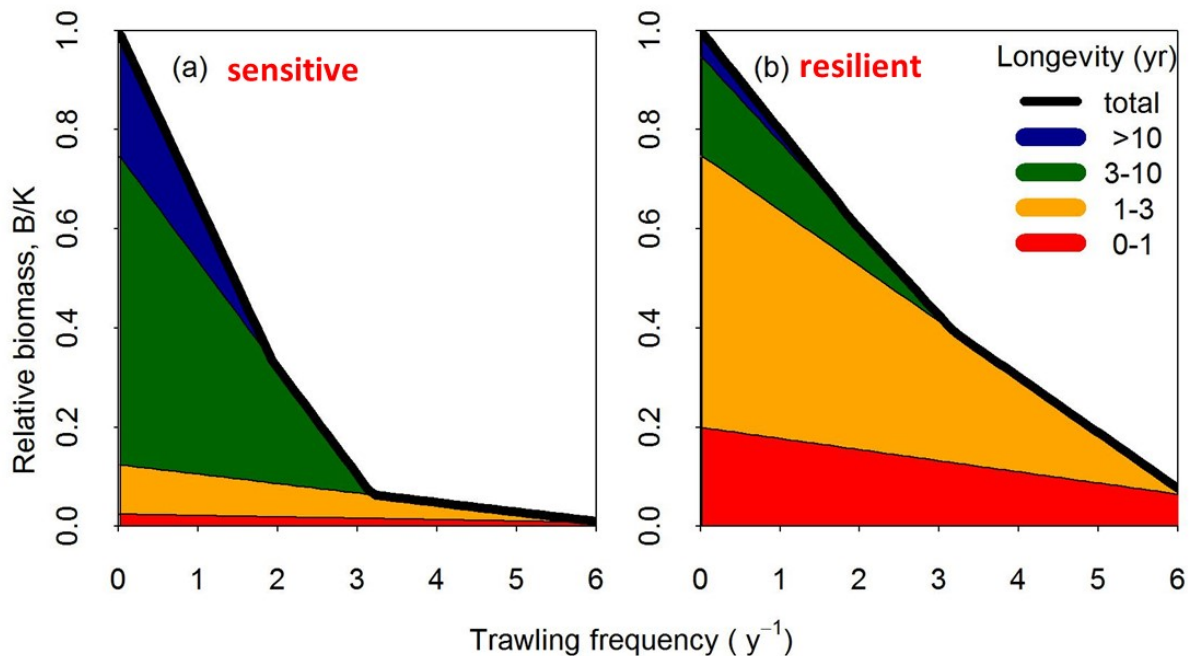 Relative biomass, B/K
1.0
0.8
0.6
0.4
0.2
0.0
(a) sensitive
0 1 2 3 4 5 6
(b) resilient
Longevity (yr)
total
>10
3-10
1-3
0-1
1.0
0.8
0.6
0.4
0.2
0.0
0 1 2 3 4 5 6
Trawling frequency ( y⁻¹)